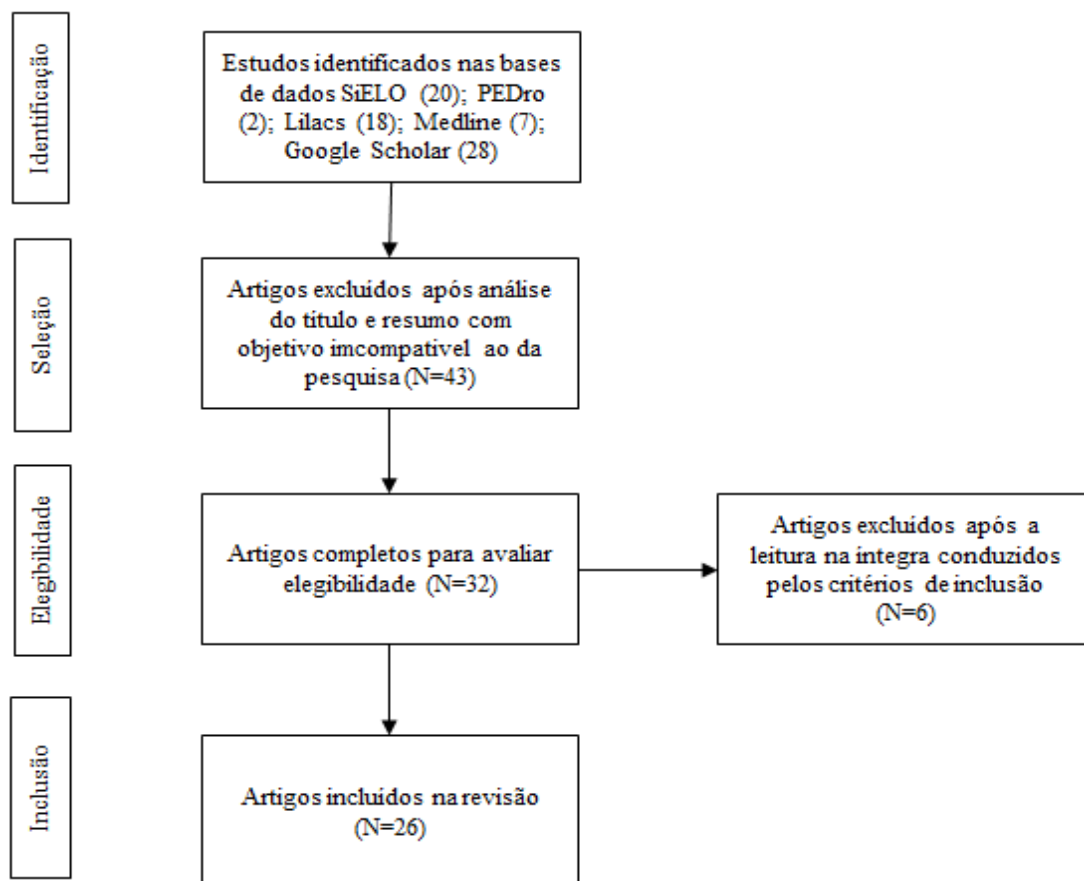 Identificação
Estudos identificados nas bases
de dados SiELO (20); PEDro
(2); Lilacs (18); Medline (7);
Google Scholar (28)
Seleção
Artigos excluídos após análise
do título e resumo com
objetivo imcompatível ao da
pesquisa (N=43)
Elegibilidade
Artigos completos para avaliar
elegibilidade (N=32)
Artigos excluídos após a
leitura na íntegra conduzidos
pelos critérios de inclusão
(N=6)
Inclusão
Artigos incluídos na revisão
(N=26)